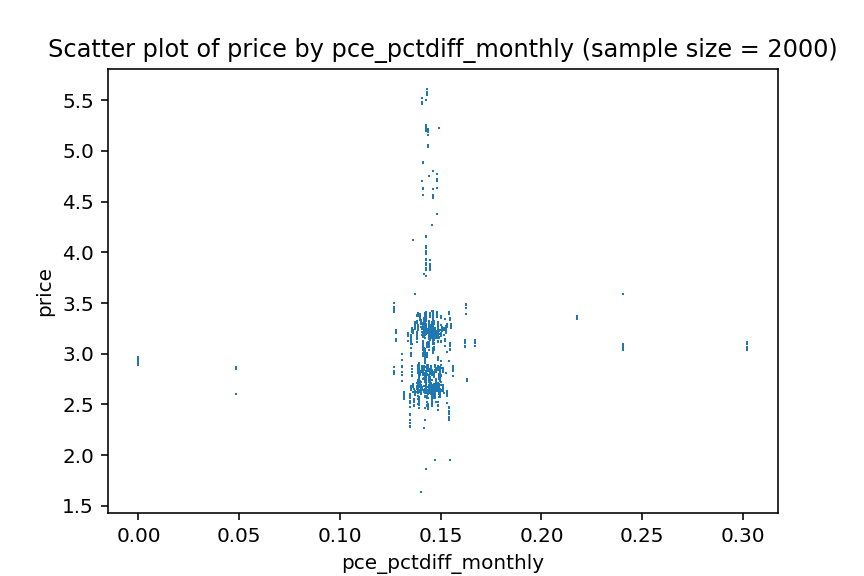 Scatter plot of price by pce_pctdiff_monthly (sample size = 2000)
5.5
5.0
4.5
4.0
3.5
3.0
2.5
2.0
1.5
price
0.00 0.05 0.10 0.15 0.20 0.25 0.30
pce_pctdiff_monthly